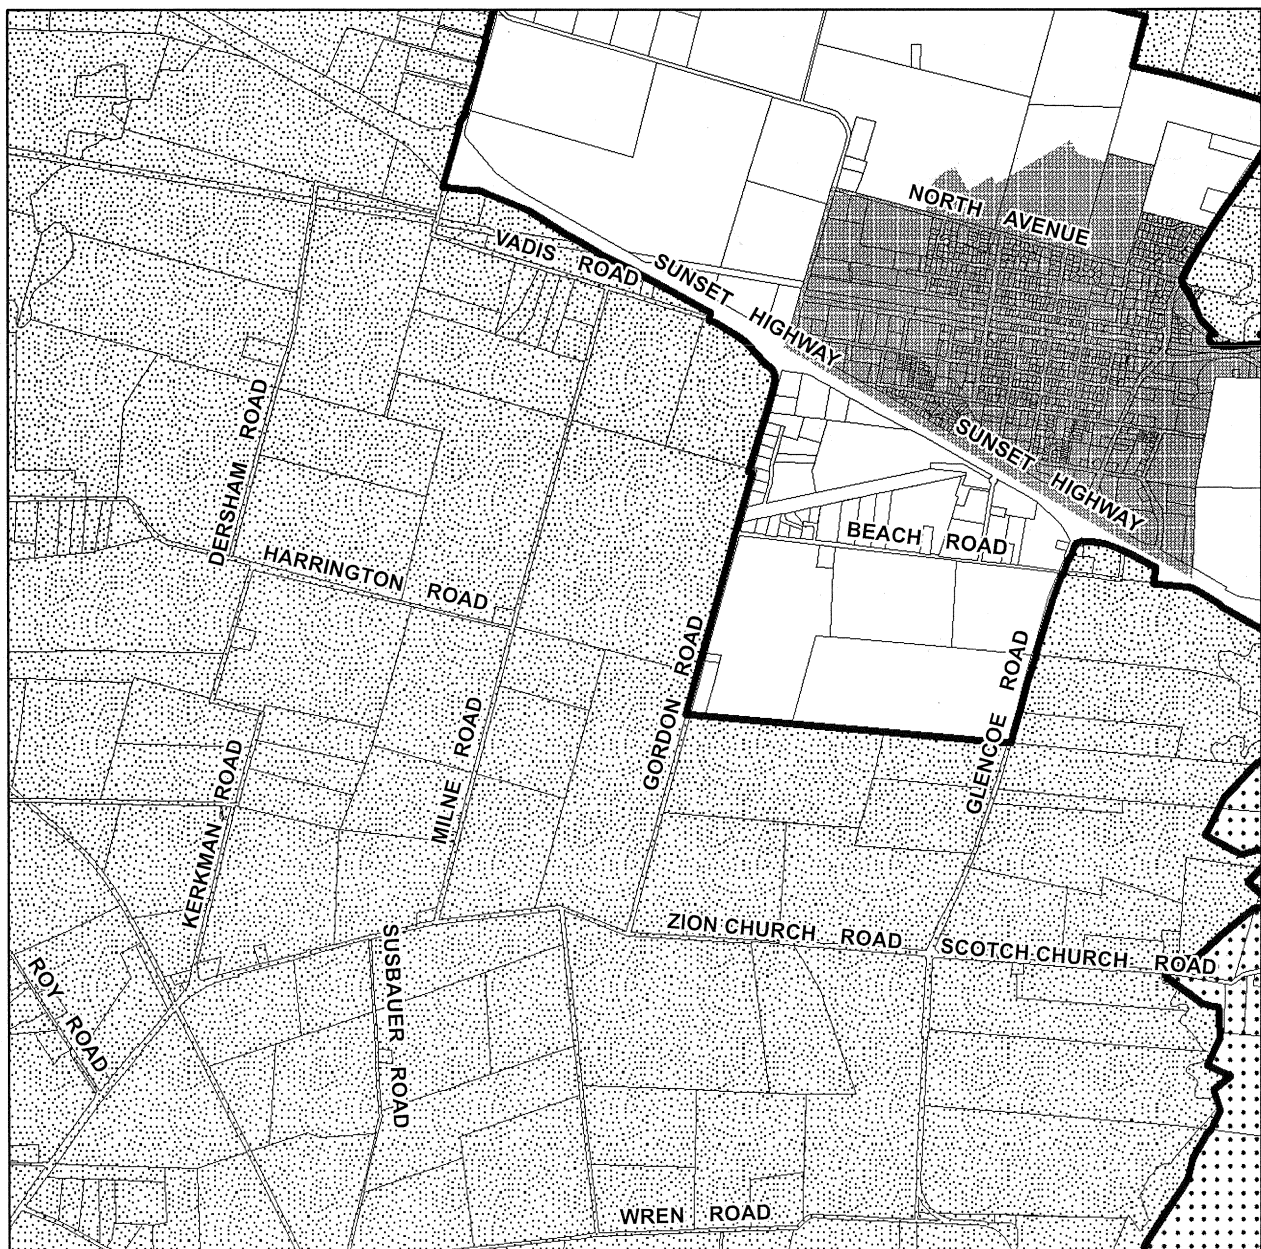 NORTH AVENUE
VADIS ROAD
SUNSET HIGHWAY
SUNSET HIGHWAY
DERSHAM ROAD
BEACH ROAD
HARRINGTON ROAD
GORDON ROAD
GLENCOE ROAD
MILNE ROAD
KERKMAN ROAD
ZION CHURCH ROAD
SCOTCH CHURCH ROAD
SUSBAUER ROAD
ROY ROAD
WREN ROAD